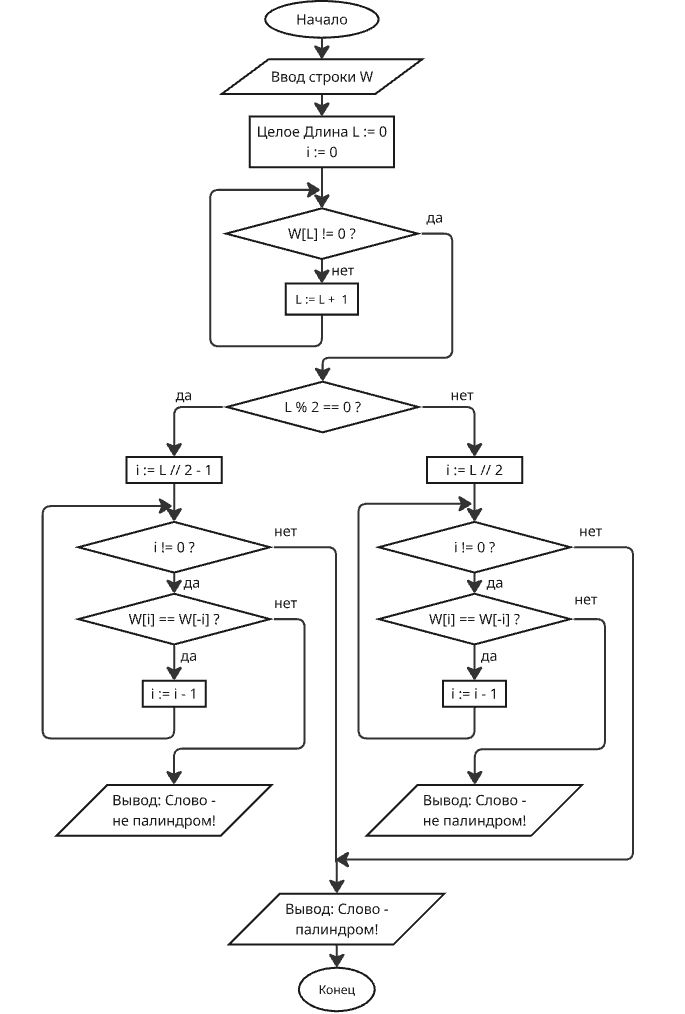 Начало
Ввод строки W
Целое Длина L := 0
i := 0
W[L] != 0 ?
да
нет
L := L + 1
L % 2 == 0 ?
да
нет
i := L // 2 - 1
i != 0 ?
нет
да
W[i] == W[-i] ?
нет
да
i := i - 1
Вывод: Слово -
не палиндром!
i := L // 2
i != 0 ?
нет
да
W[i] == W[-i] ?
нет
да
i := i - 1
Вывод: Слово -
не палиндром!
Вывод: Слово -
палиндром!
Конец